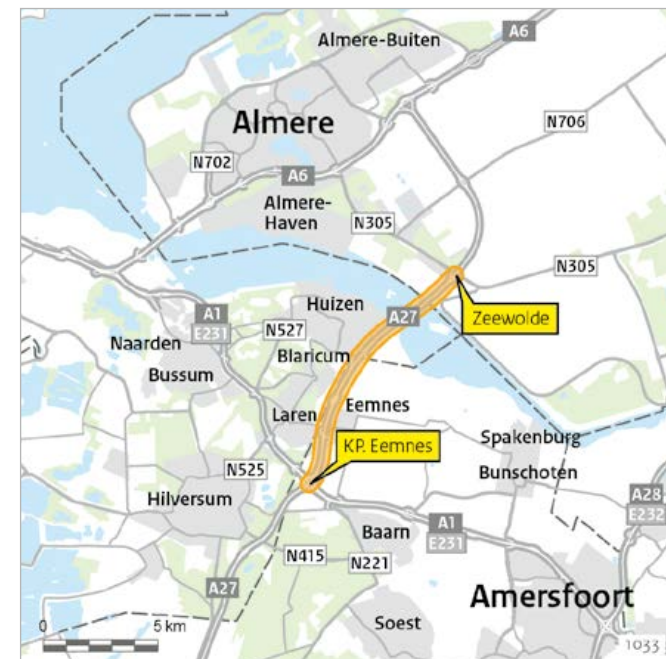 A6
Almere-Buiten
Almere
N706
N702
A6
Almere-
Haven
N305
N305
Huizen
A27
Zeewolde
A1
E231
N527
Naarden
Blaricum
Bussum
Laren
Eemnes
KP. Eemnes
Spakenburg
Bunschoten
N525
Hilversum
A28
E232
Baarn
A1
E231
N415
N221
A27
Amersfoort
Soest
0
5 km
1033